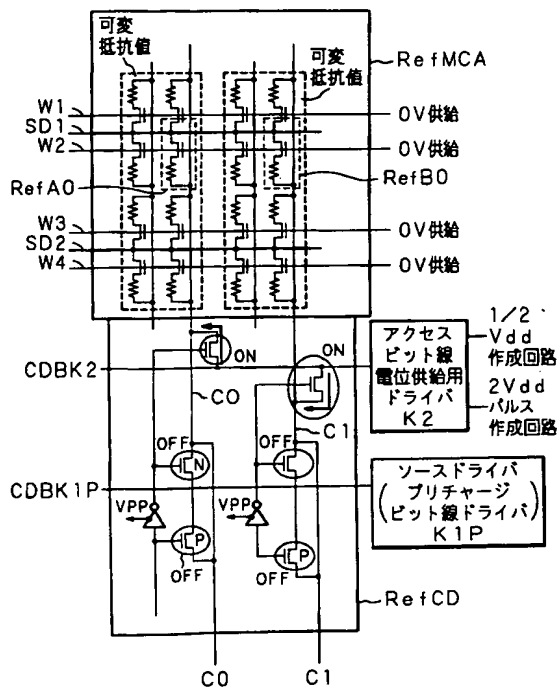 可変
抵抗値
可変
抵抗値
RefMCA
W1
0V供給
SD1
W2
0V供給
RefA0
RefB0
W3
0V供給
SD2
W4
0V供給
ON
ON
CDBK2
アクセス
ビット線
電位供給用
ドライバ
K2
1/2
Vdd
作成回路
2Vdd
パルス
作成回路
C0
C1
OFF
N
OFF
CDBK1P
ソースドライバ
(プリチャージ
ビット線ドライバ)
K1P
VPP
VPP
P
OFF
P
OFF
RefCD
C0
C1